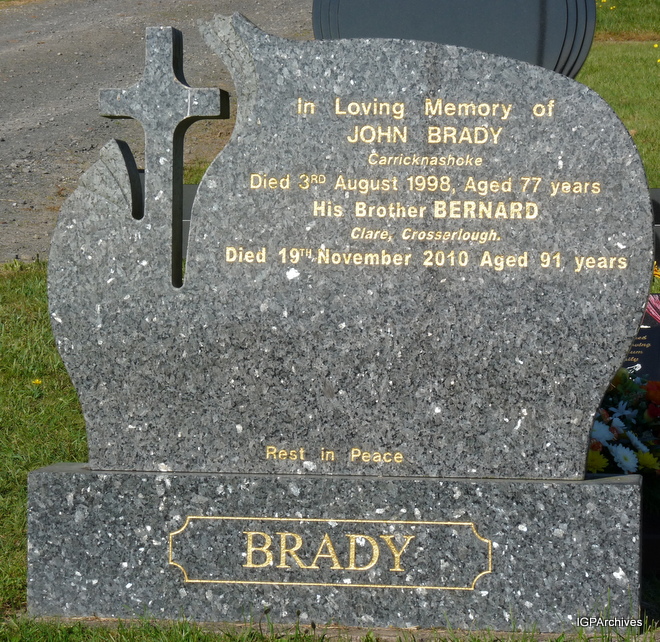 In Loving Memory of
JOHN BRADY
Carricknashoke
Died 3RD August 1998, Aged 77 years
His Brother BERNARD
Clare, Crosserlough.
Died 19TH November 2010 Aged 91 years
Rest in Peace
BRADY
IGPArchives